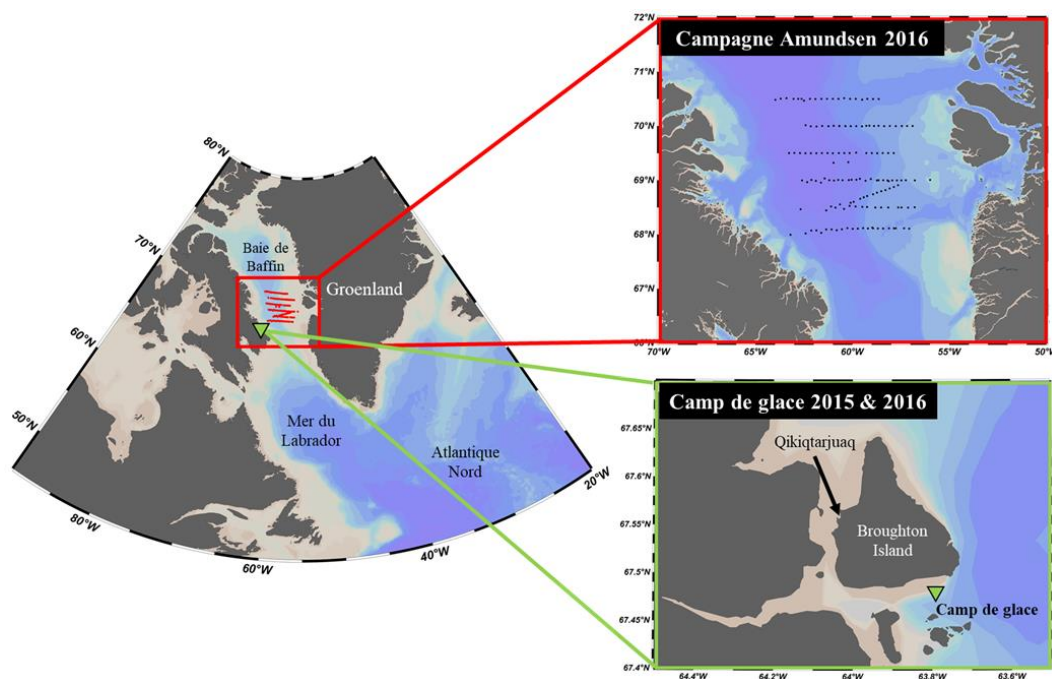 80°N
70°N
60°N
50°N
80°W
60°W
40°W
20°W
Baie de
Baffin
Groenland
Mer du
Labrador
Atlantique
Nord
Campagne Amundsen 2016
72°N
71°N
70°N
69°N
68°N
67°N
66°N
70°W
65°W
60°W
55°W
50°W
Camp de glace 2015 & 2016
Qikiqtarjuaq
Broughton
Island
Camp de glace
67.65°N
67.6°N
67.55°N
67.5°N
67.45°N
67.4°N
64.4°W
64.2°W
64°W
63.8°W
63.6°W